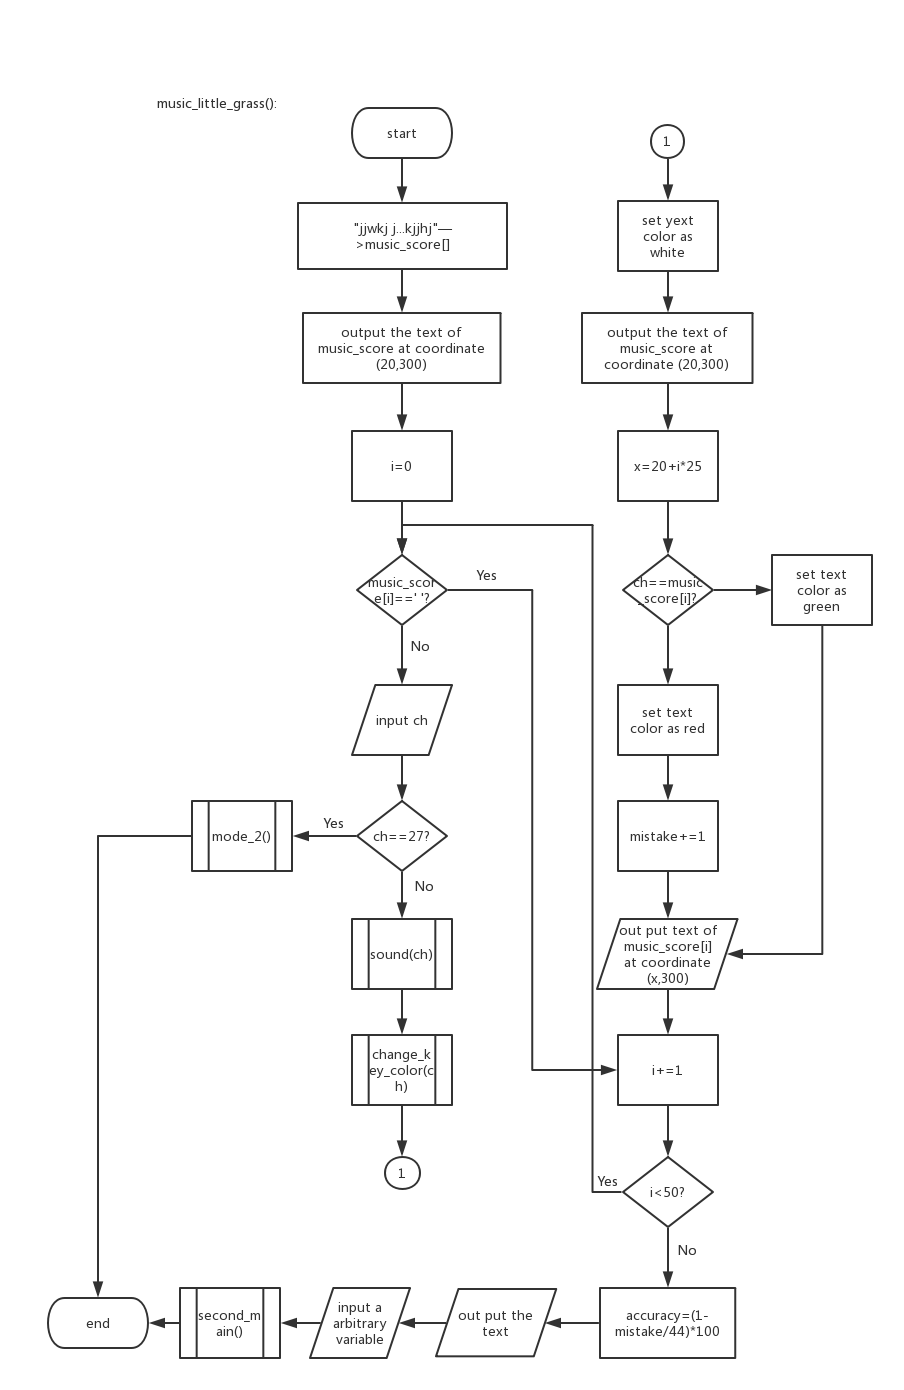 music_little_grass():
start
"jjwkj j...kjjhj"—
>music_score[]
output the text of
music_score at coordinate
(20,300)
i=0
music_scor
e[i]==' '?
Yes
No
input ch
ch==27?
Yes
mode_2()
No
sound(ch)
change_k
ey_color(c
h)
1
1
set yext
color as
white
output the text of
music_score at
coordinate (20,300)
x=20+i*25
ch==music
_score[i]?
set text
color as
green
set text
color as red
mistake+=1
out put text of
music_score[i]
at coordinate
(x,300)
i+=1
i<50?
Yes
No
accuracy=(1-
mistake/44)*100
out put the
text
input a
arbitrary
variable
second_m
ain()
end